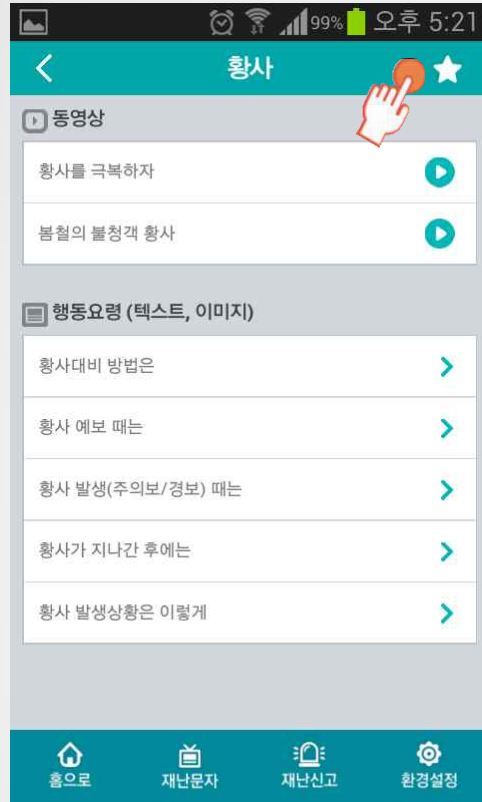 99% 오후 5:21
황사
동영상
황사를 극복하자
봄철의 불청객 황사
행동요령 (텍스트, 이미지)
황사대비 방법은
황사 예보 때는
황사 발생(주의보/경보) 때는
황사가 지나간 후에는
황사 발생상황은 이렇게
홈으로 재난문자 재난신고 환경설정